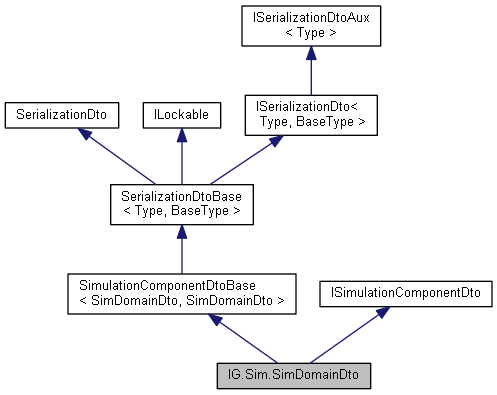 ISerializationDtoAux
< Type >
ISerializationDto<
Type, BaseType >
SerializationDto
ILockable
SerializationDtoBase
< Type, BaseType >
SimulationComponentDtoBase
< SimDomainDto, SimDomainDto >
ISimulationComponentDto
IG.Sim.SimDomainDto